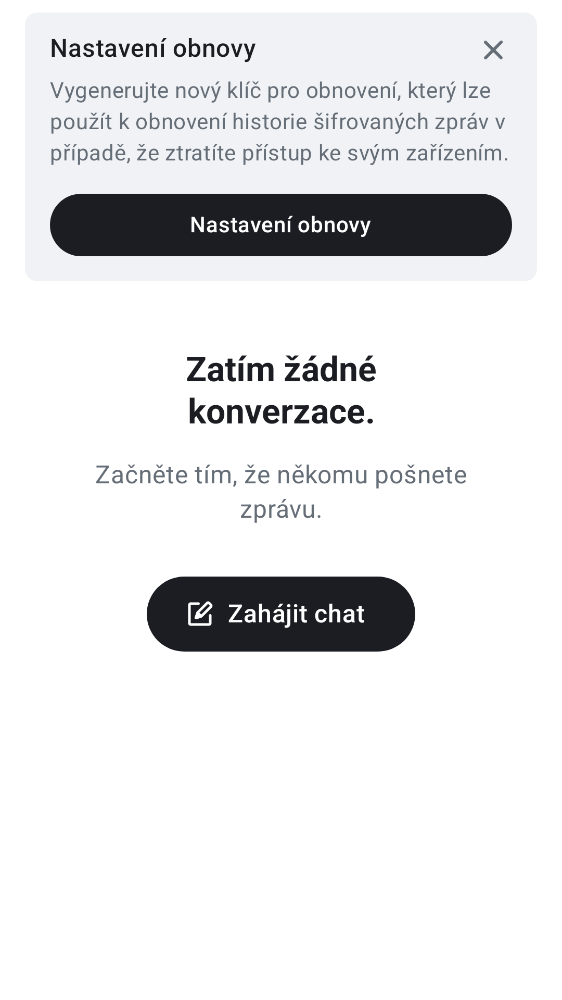 Nastavení obnovy
Vygenerujte nový klíč pro obnovení, který lze
použít k obnovení historie šifrovaných zpráv v
případě, že ztratíte přístup ke svým zařízením.
Nastavení obnovy
Zatím žádné
konverzace.
Začněte tím, že někomu pošnete
zprávu.
Zahájit chat